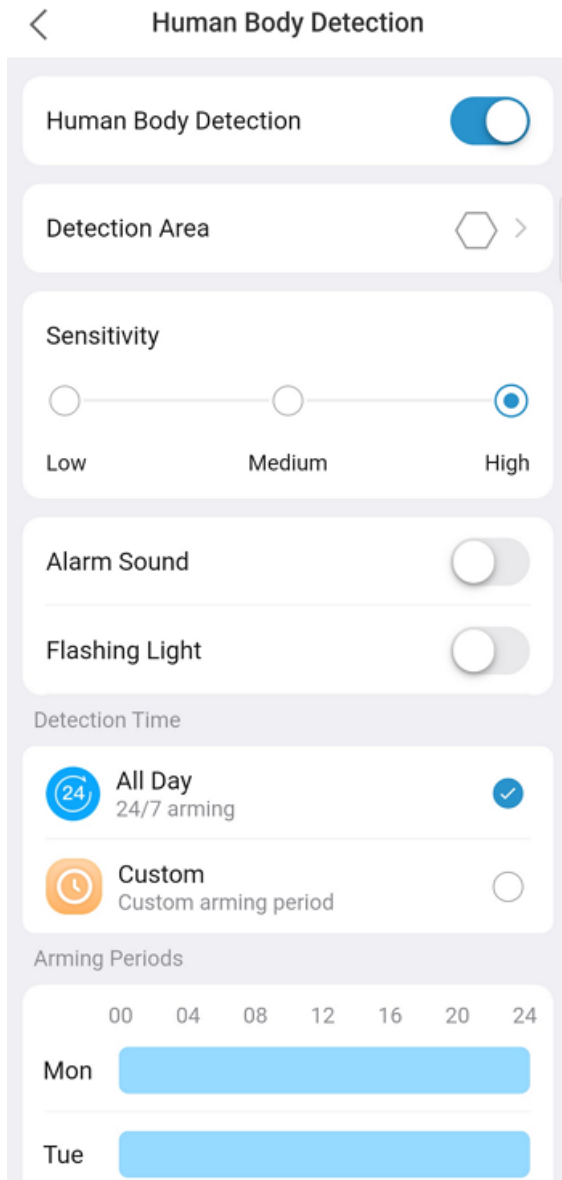 Human Body Detection
Human Body Detection
Detection Area
Sensitivity
Low Medium High
Alarm Sound
Flashing Light
Detection Time
24
All Day
24/7 arming
Custom
Custom arming period
Arming Periods
00 04 08 12 16 20 24
Mon
Tue